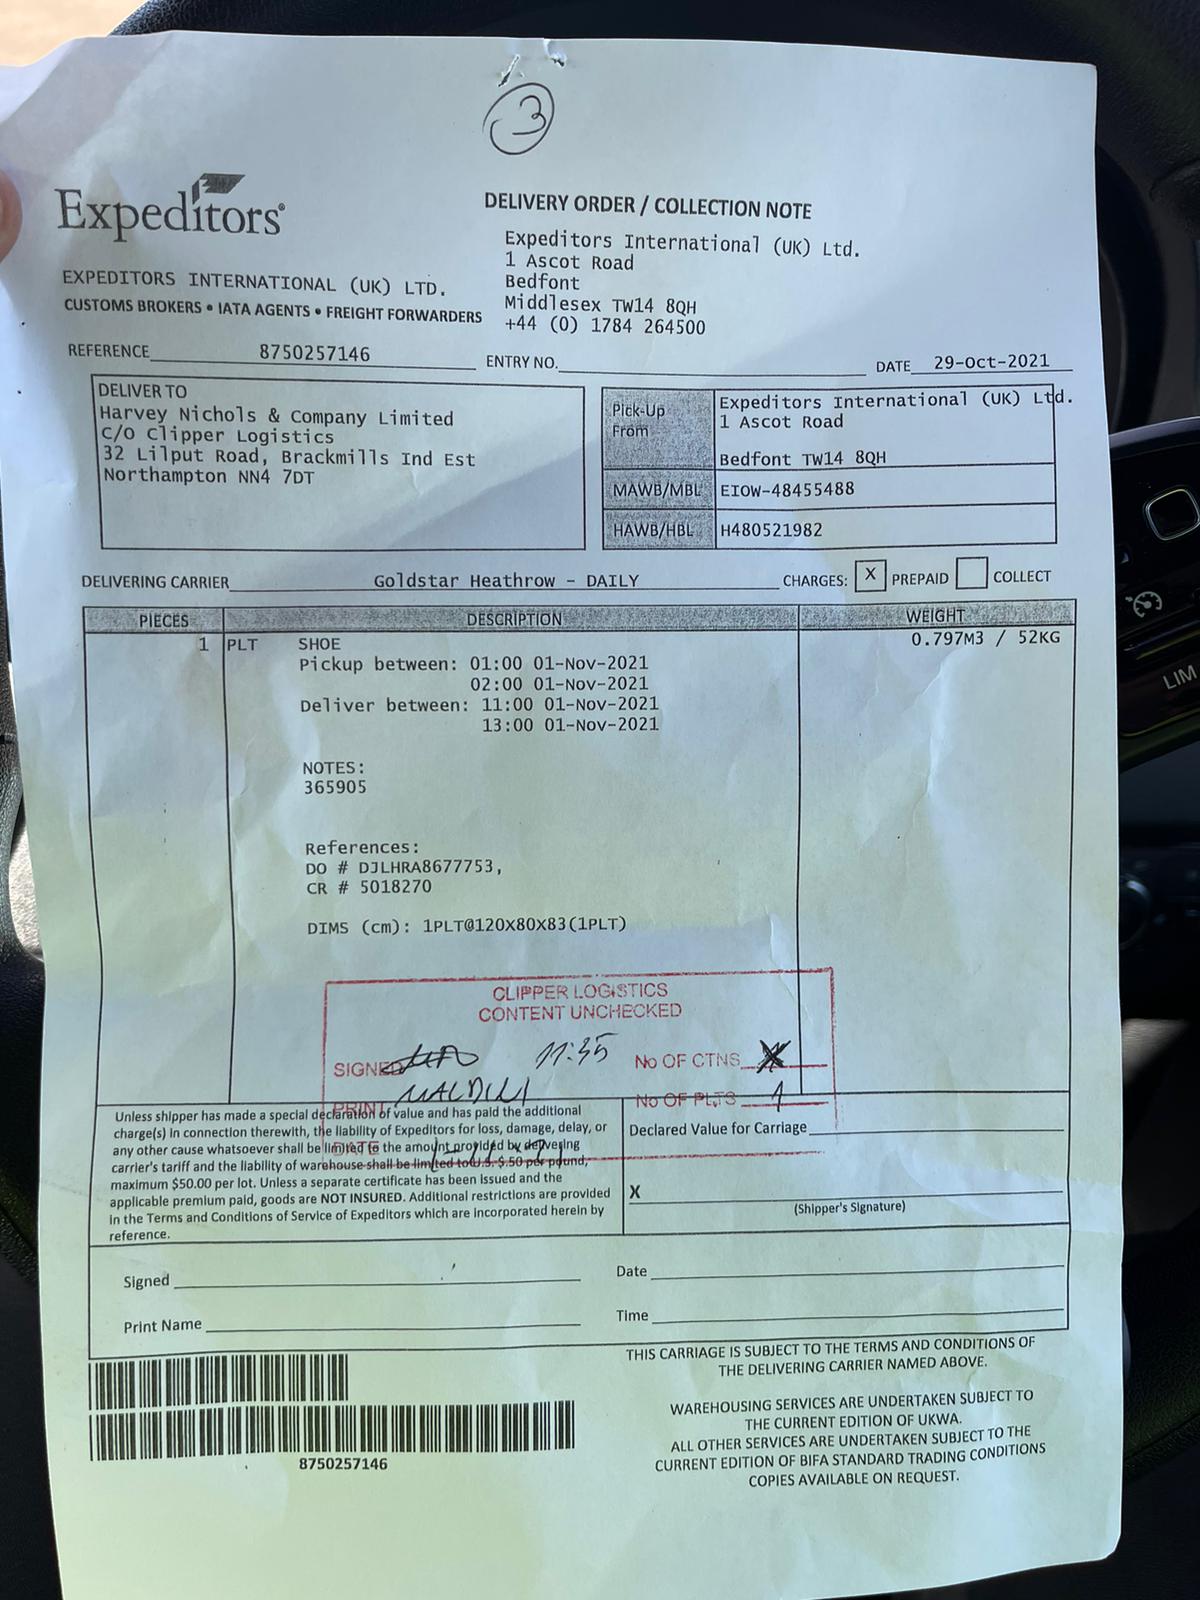 3
Expeditors®
DELIVERY ORDER / COLLECTION NOTE
Expeditors International (UK) Ltd.
1 Ascot Road
Bedfont
Middlesex TW14 8QH
+44 (0) 1784 264500
EXPEDITORS INTERNATIONAL (UK) LTD.
CUSTOMS BROKERS • IATA AGENTS • FREIGHT FORWARDERS
REFERENCE 8750257146 ENTRY NO. DATE 29-Oct-2021
DELIVER TO
Harvey Nichols & Company Limited
C/O Clipper Logistics
32 Lilput Road, Brackmills Ind Est
Northampton NN4 7DT
Pick-Up From
Expeditors International (UK) Ltd.
1 Ascot Road
Bedfont TW14 8QH
MAWB/MBL EIOW-48455488
HAWB/HBL H480521982
DELIVERING CARRIER Goldstar Heathrow - DAILY CHARGES: X PREPAID COLLECT
PIECES DESCRIPTION WEIGHT
1 PLT SHOE 0.797M3 / 52KG
Pickup between: 01:00 01-Nov-2021
02:00 01-Nov-2021
Deliver between: 11:00 01-Nov-2021
13:00 01-Nov-2021
NOTES:
365905
References:
DO # DJLHRA8677753,
CR # 5018270
DIMS (cm): 1PLT@120X80X83(1PLT)
CLIPPER LOGISTICS
CONTENT UNCHECKED
SIGNED 11:35 No OF CTNS
PRINT No OF PLTS 1
DATE
Unless shipper has made a special declaration of value and has paid the additional
charge(s) in connection therewith, the liability of Expeditors for loss, damage, delay, or
any other cause whatsoever shall be limited to the amount provided by delivering
carrier's tariff and the liability of warehouse shall be limited to U.S. $.50 per pound,
maximum $50.00 per lot. Unless a separate certificate has been issued and the
applicable premium paid, goods are NOT INSURED. Additional restrictions are provided
in the Terms and Conditions of Service of Expeditors which are incorporated herein by
reference.
Declared Value for Carriage
X
(Shipper's Signature)
Signed Date
Print Name Time
8750257146
THIS CARRIAGE IS SUBJECT TO THE TERMS AND CONDITIONS OF
THE DELIVERING CARRIER NAMED ABOVE.
WAREHOUSING SERVICES ARE UNDERTAKEN SUBJECT TO
THE CURRENT EDITION OF UKWA.
ALL OTHER SERVICES ARE UNDERTAKEN SUBJECT TO THE
CURRENT EDITION OF BIFA STANDARD TRADING CONDITIONS
COPIES AVAILABLE ON REQUEST.
LIM